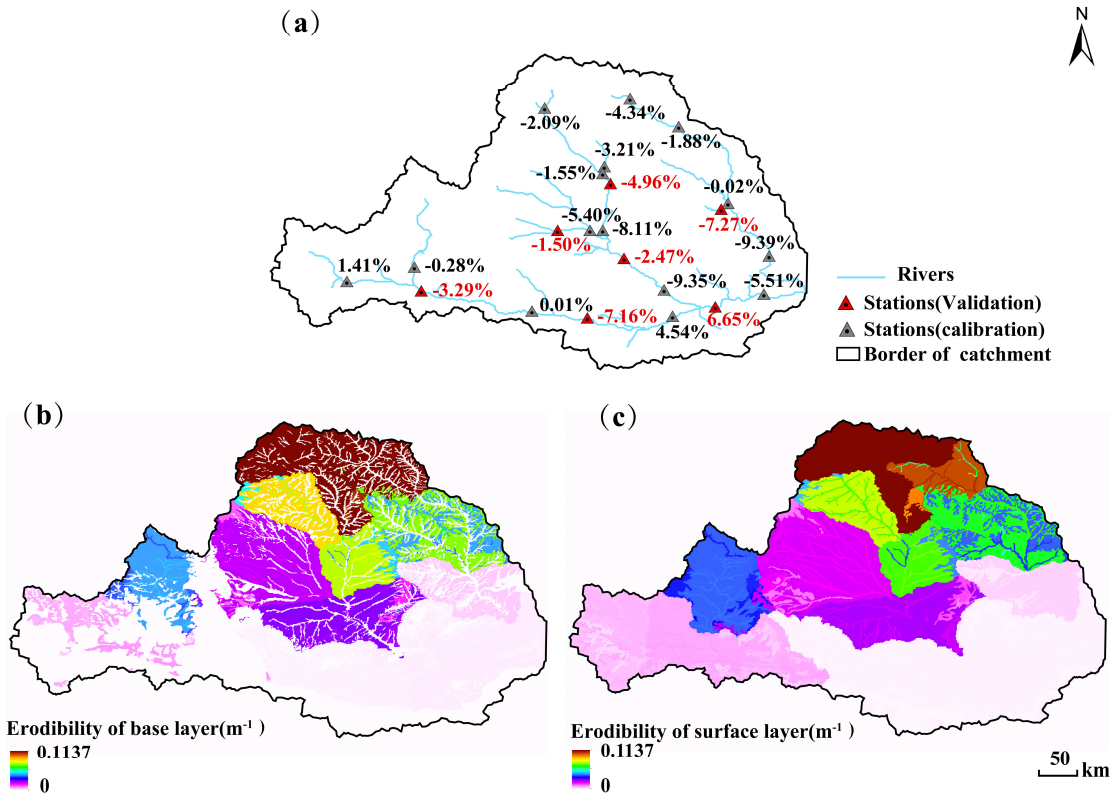 (a)
N
-2.09%
-4.34%
-1.88%
-3.21%
-1.55%
-4.96%
-0.02%
-7.27%
-5.40%
-8.11%
-1.50%
-2.47%
-9.39%
1.41%
-0.28%
-3.29%
-9.35%
-5.51%
0.01%
-7.16%
4.54%
6.65%
Rivers
Stations(Validation)
Stations(calibration)
Border of catchment
(b)
Erodibility of base layer(m⁻¹)
0.1137
0
(c)
Erodibility of surface layer(m⁻¹)
0.1137
0
50
km